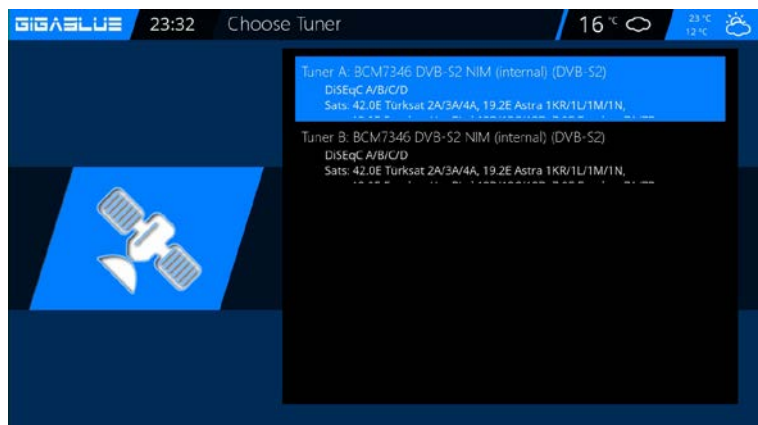 GIGABLUE 23:32 Choose Tuner 16 °C 23 °C
12 °C
Tuner A: BCM7346 DVB-S2 NIM (internal) (DVB-S2)
DiSEqC A/B/C/D
Sats: 42.0E Türksat 2A/3A/4A, 19.2E Astra 1KR/1L/1M/1N,
Tuner B: BCM7346 DVB-S2 NIM (internal) (DVB-S2)
DiSEqC A/B/C/D
Sats: 42.0E Türksat 2A/3A/4A, 19.2E Astra 1KR/1L/1M/1N,